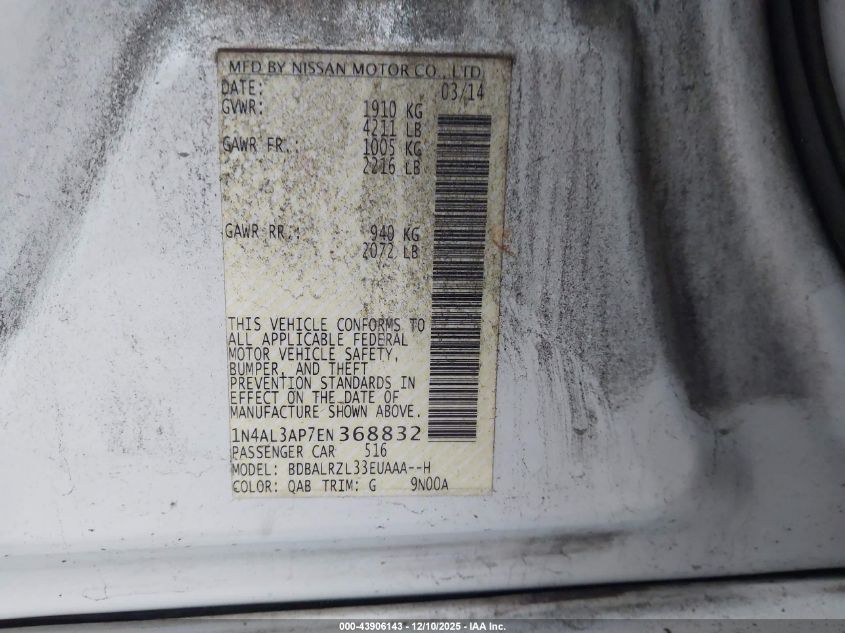 MFD BY NISSAN MOTOR CO., LTD
DATE: 03/14
GVWR: 1910 KG
4211 LB
GAWR FR.: 1005 KG
2216 LB
GAWR RR.: 940 KG
2072 LB
THIS VEHICLE CONFORMS TO
ALL APPLICABLE FEDERAL
MOTOR VEHICLE SAFETY,
BUMPER, AND THEFT
PREVENTION STANDARDS IN
EFFECT ON THE DATE OF
MANUFACTURE SHOWN ABOVE.
1N4AL3AP7EN368832
PASSENGER CAR 516
MODEL: BDBALRZL33EUAAA--H
COLOR: QAB TRIM: G 9N00A
000-43906143 - 12/10/2025 - IAA Inc.